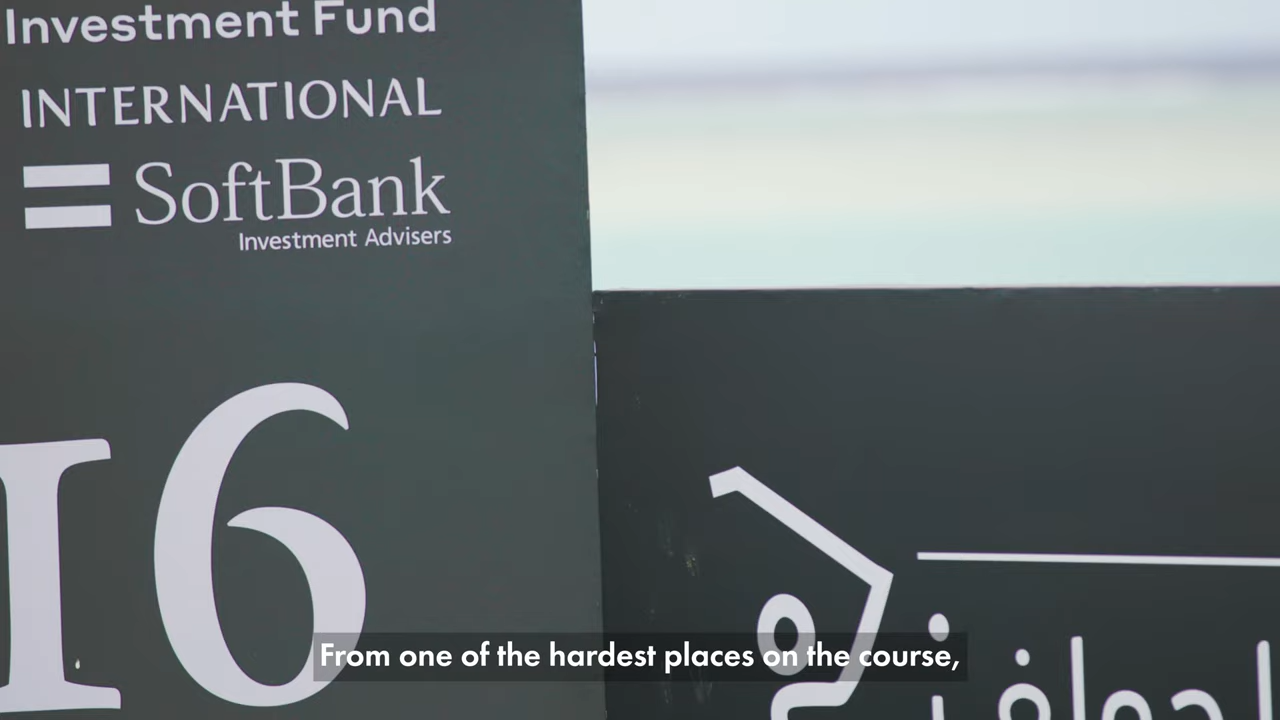 Investment Fund
INTERNATIONAL
SoftBank
Investment Advisers
16
From one of the hardest places on the course,